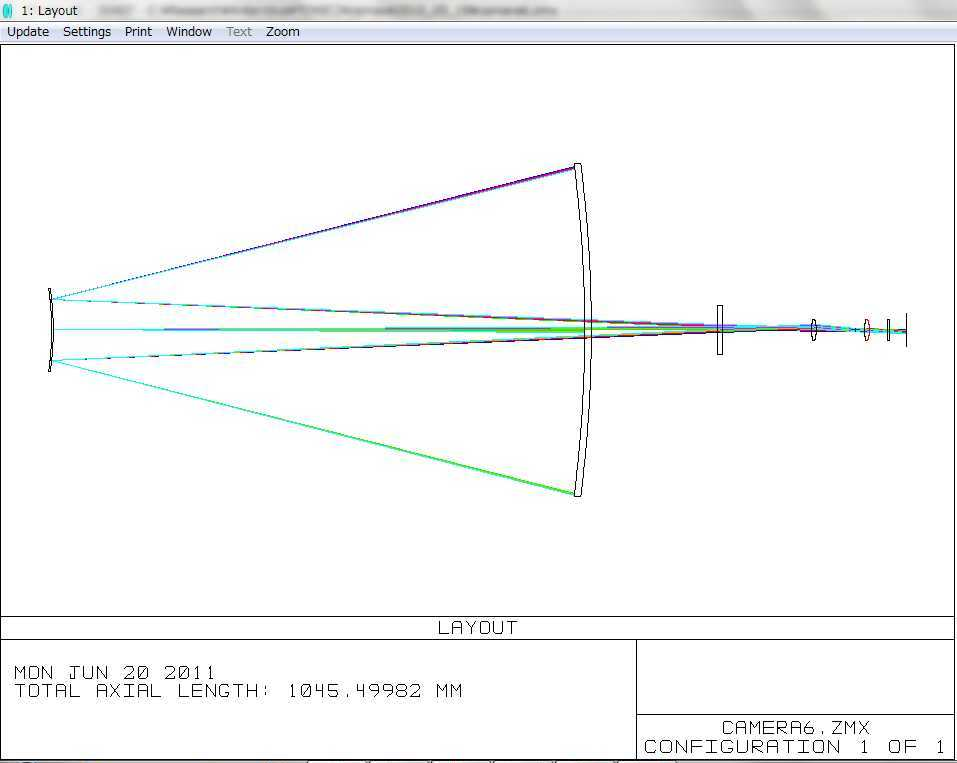 1: Layout
Update Settings Print Window Text Zoom
LAYOUT
MON JUN 20 2011
TOTAL AXIAL LENGTH: 1045.49982 MM
CAMERA6.ZMX
CONFIGURATION 1 OF 1